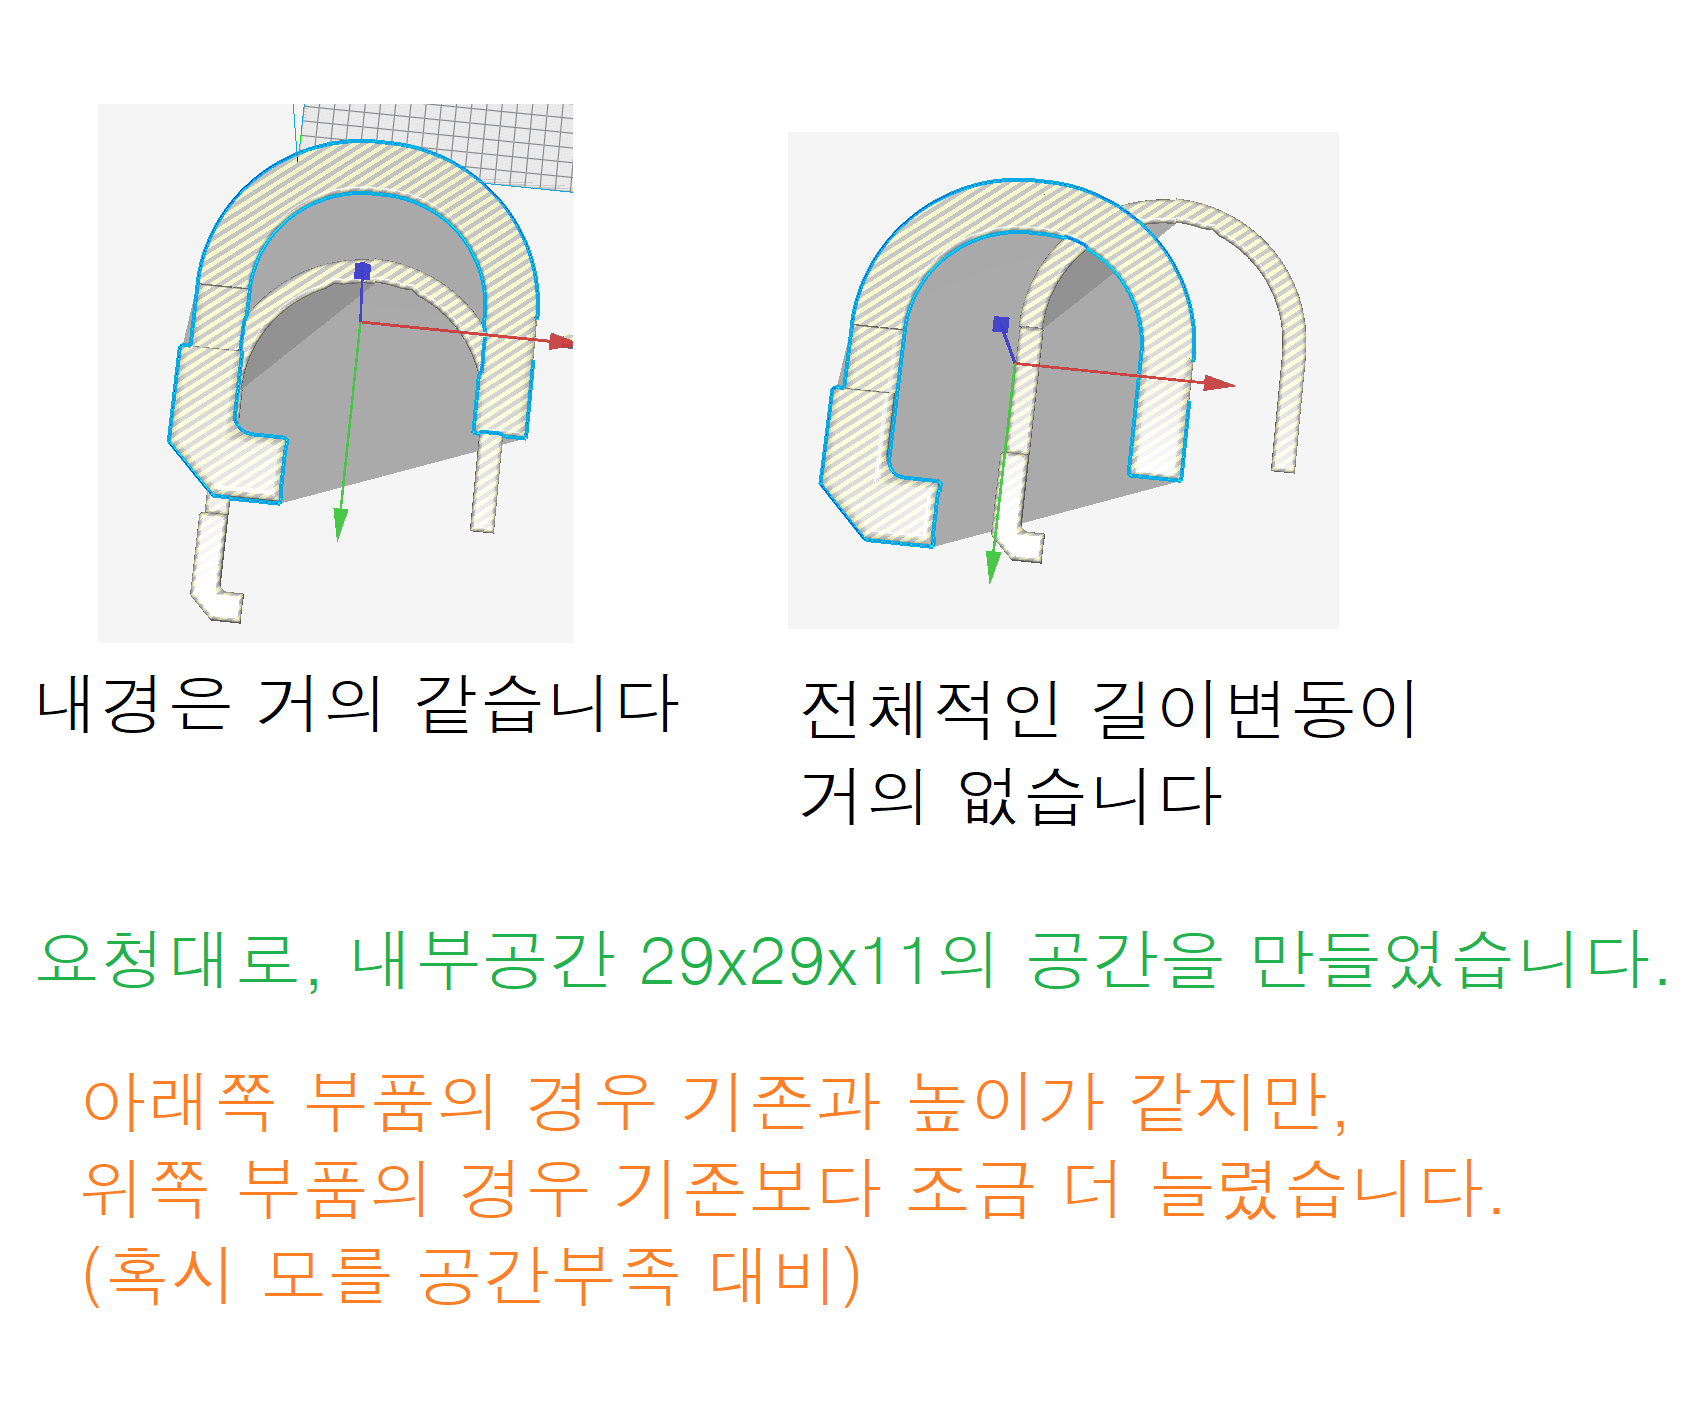 내경은 거의 같습니다
전체적인 길이변동이
거의 없습니다
요청대로, 내부공간 29x29x11의 공간을 만들었습니다.
아래쪽 부품의 경우 기존과 높이가 같지만,
위쪽 부품의 경우 기존보다 조금 더 늘렸습니다.
(혹시 모를 공간부족 대비)